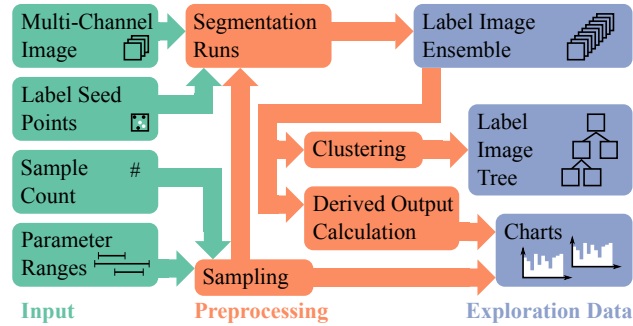 Multi-Channel
Image
Segmentation
Runs
Label Image
Ensemble
Label Seed
Points
Clustering
Label
Image
Tree
Sample
Count
#
Derived Output
Calculation
Parameter
Ranges
Sampling
Charts
Input
Preprocessing
Exploration Data